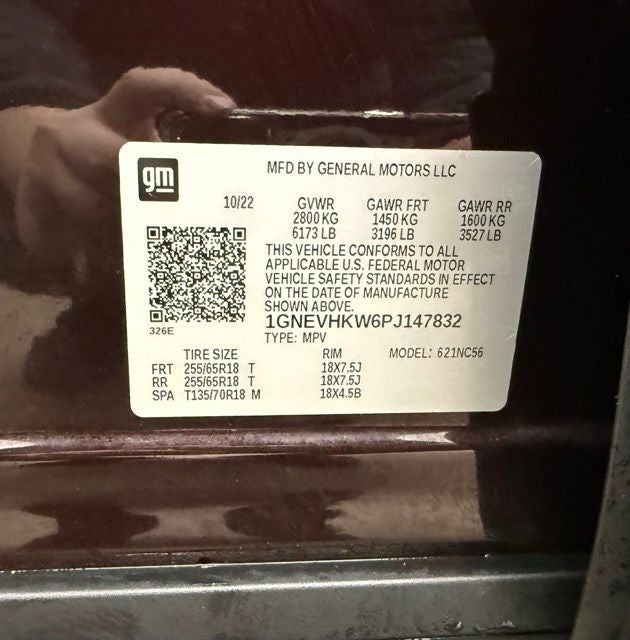 gm
MFD BY GENERAL MOTORS LLC
10/22 GVWR GAWR FRT GAWR RR
2800 KG 1450 KG 1600 KG
6173 LB 3196 LB 3527 LB
THIS VEHICLE CONFORMS TO ALL
APPLICABLE U.S. FEDERAL MOTOR
VEHICLE SAFETY STANDARDS IN EFFECT
ON THE DATE OF MANUFACTURE
SHOWN ABOVE.
1GNEVHKW6PJ147832
326E
TYPE: MPV
TIRE SIZE RIM MODEL: 621NC56
FRT 255/65R18 T 18X7.5J
RR 255/65R18 T 18X7.5J
SPA T135/70R18 M 18X4.5B